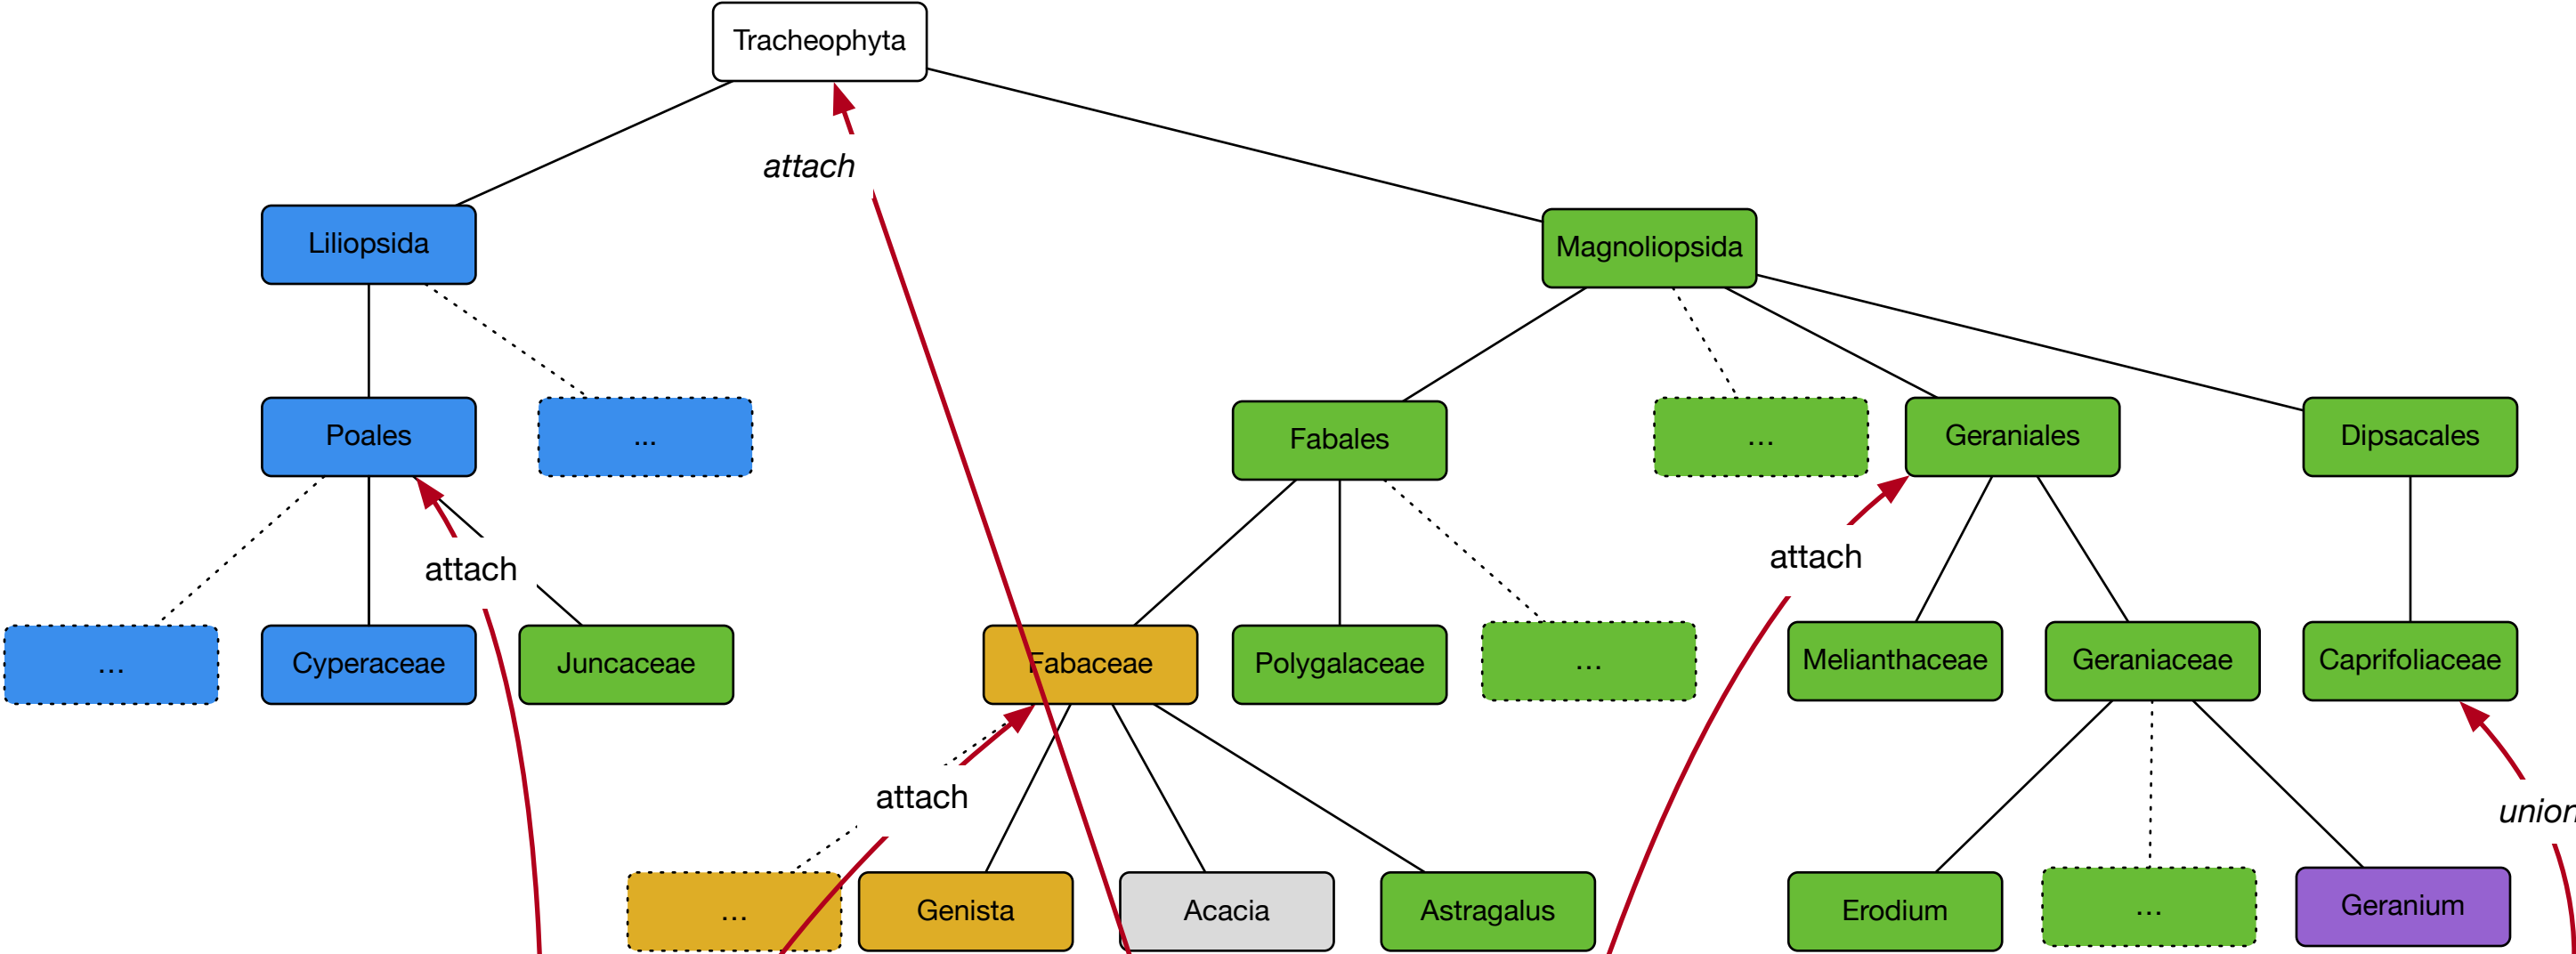 Tracheophyta
attach
Liliopsida
Magnoliopsida
Poales
...
Fabales
...
Geraniales
Dipsacales
attach
attach
...
Cyperaceae
Juncaceae
Fabaceae
Polygalaceae
...
Melianthaceae
Geraniaceae
Caprifoliaceae
attach
union
...
Genista
Acacia
Astragalus
Erodium
...
Geranium